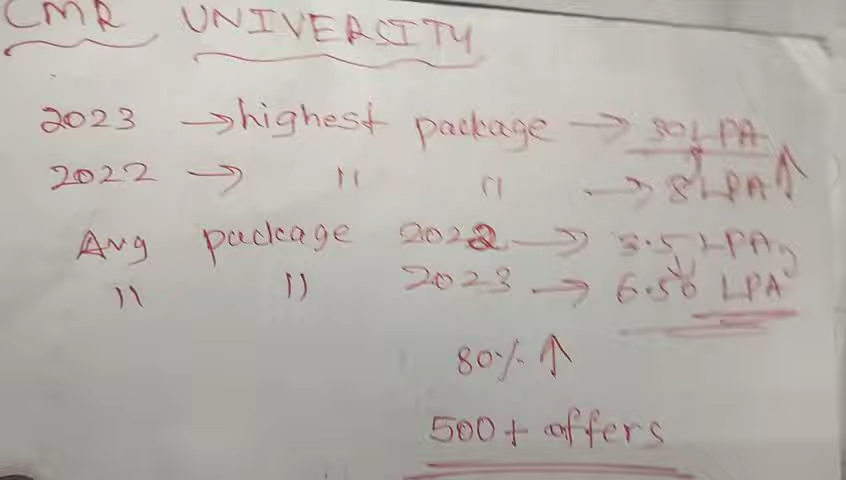 CMR UNIVERSITY
2023 → highest package → 30 LPA
2022 → " " → 8 LPA ↑
Avg package 2022 → 3.5 LPA
" " 2023 → 6.50 LPA
80% ↑
500+ offers